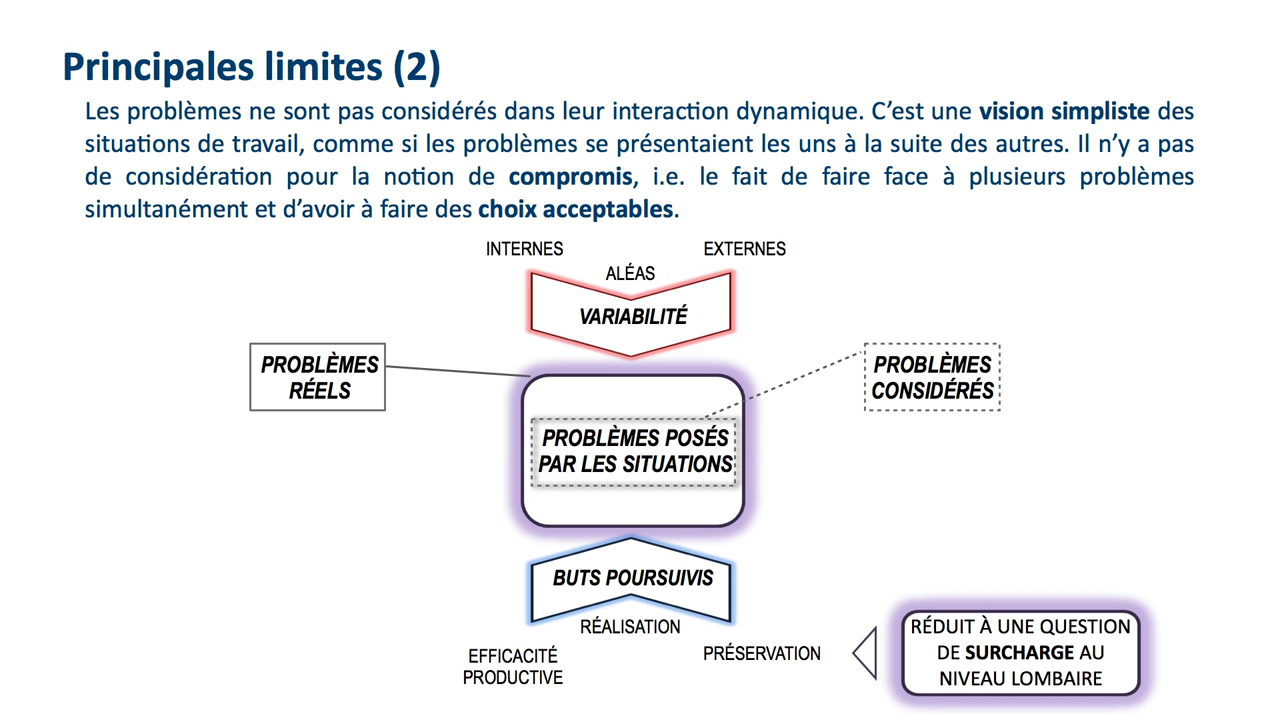 Principales limites (2)
Les problèmes ne sont pas considérés dans leur interaction dynamique. C’est une vision simpliste des
situations de travail, comme si les problèmes se présentaient les uns à la suite des autres. Il n’y a pas
de considération pour la notion de compromis, i.e. le fait de faire face à plusieurs problèmes
simultanément et d’avoir à faire des choix acceptables.
INTERNES
EXTERNES
ALÉAS
VARIABILITÉ
PROBLÈMES
RÉELS
PROBLÈMES
CONSIDÉRÉS
PROBLÈMES POSÉS
PAR LES SITUATIONS
BUTS POURSUIVIS
RÉALISATION
EFFICACITÉ
PRODUCTIVE
PRÉSERVATION
RÉDUIT À UNE QUESTION
DE SURCHARGE AU
NIVEAU LOMBAIRE